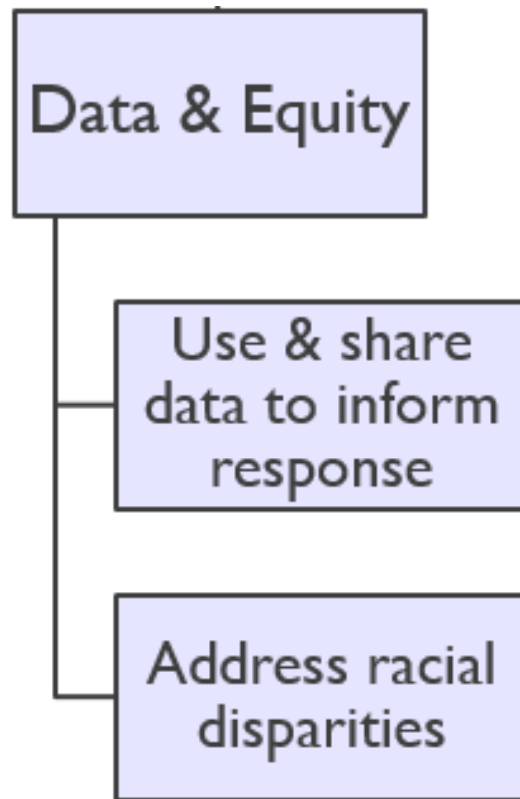 Data & Equity
Use & share
data to inform
response
Address racial
disparities